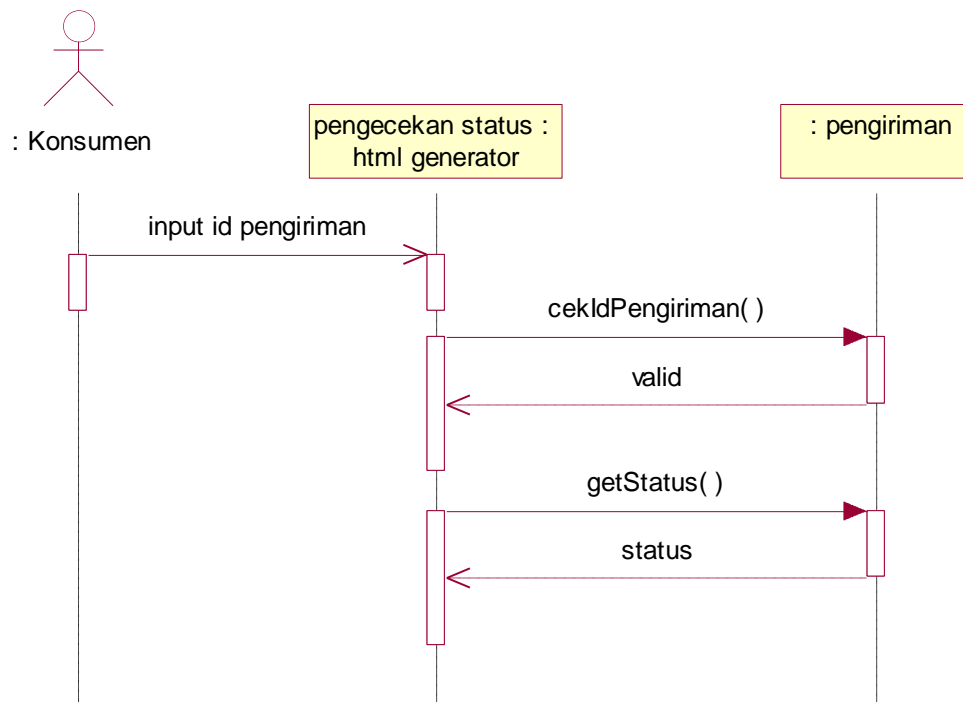 : Konsumen
pengecekan status :
html generator
: pengiriman
input id pengiriman
cekIdPengiriman( )
valid
getStatus( )
status